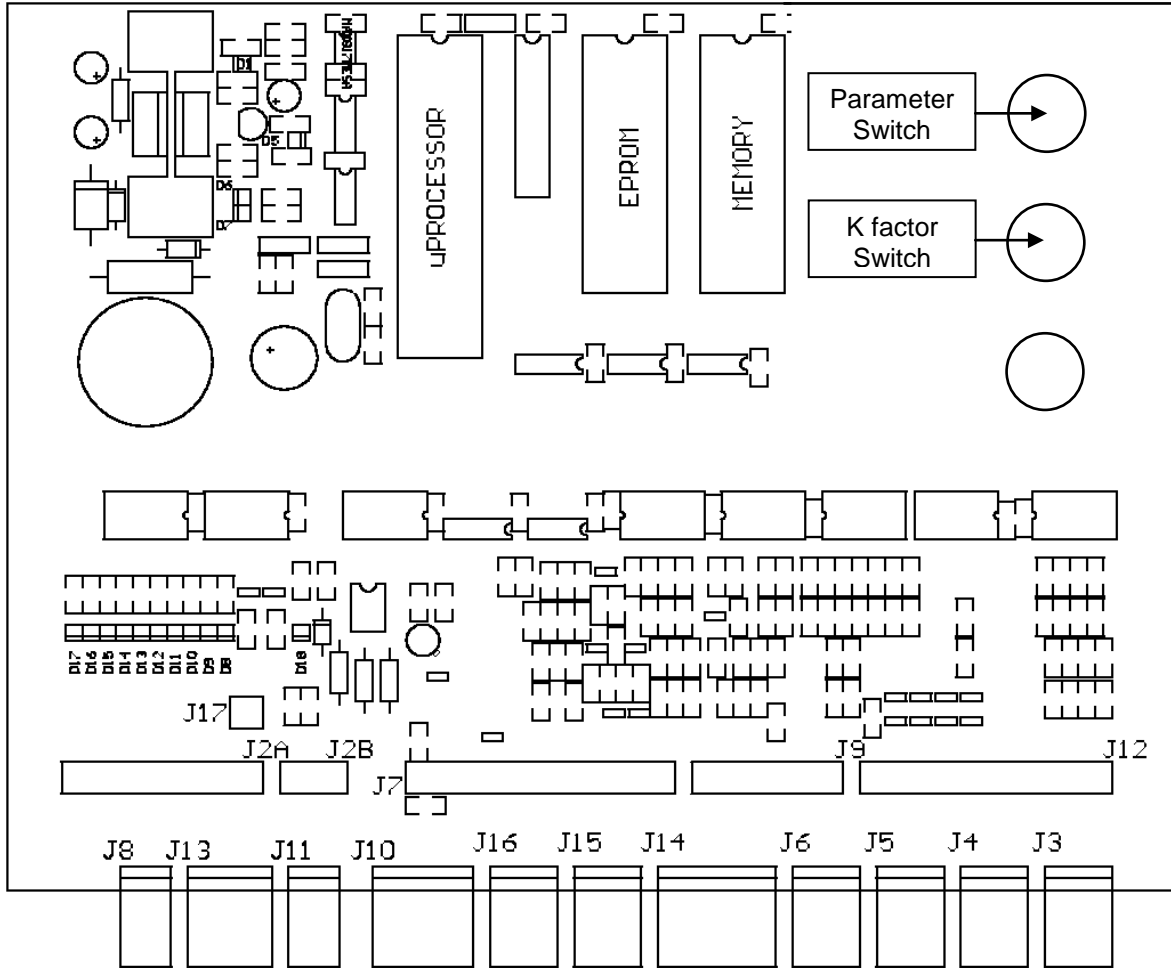 D1
D5
D6
uPROCESSOR
EPROM
MEMORY
Parameter
Switch
K factor
Switch
D17
D16
D15
D14
D13
D12
D11
D10
D9
D8
D18
J17
J2A
J2B
J7
J9
J12
J8
J13
J11
J10
J16
J15
J14
J6
J5
J4
J3